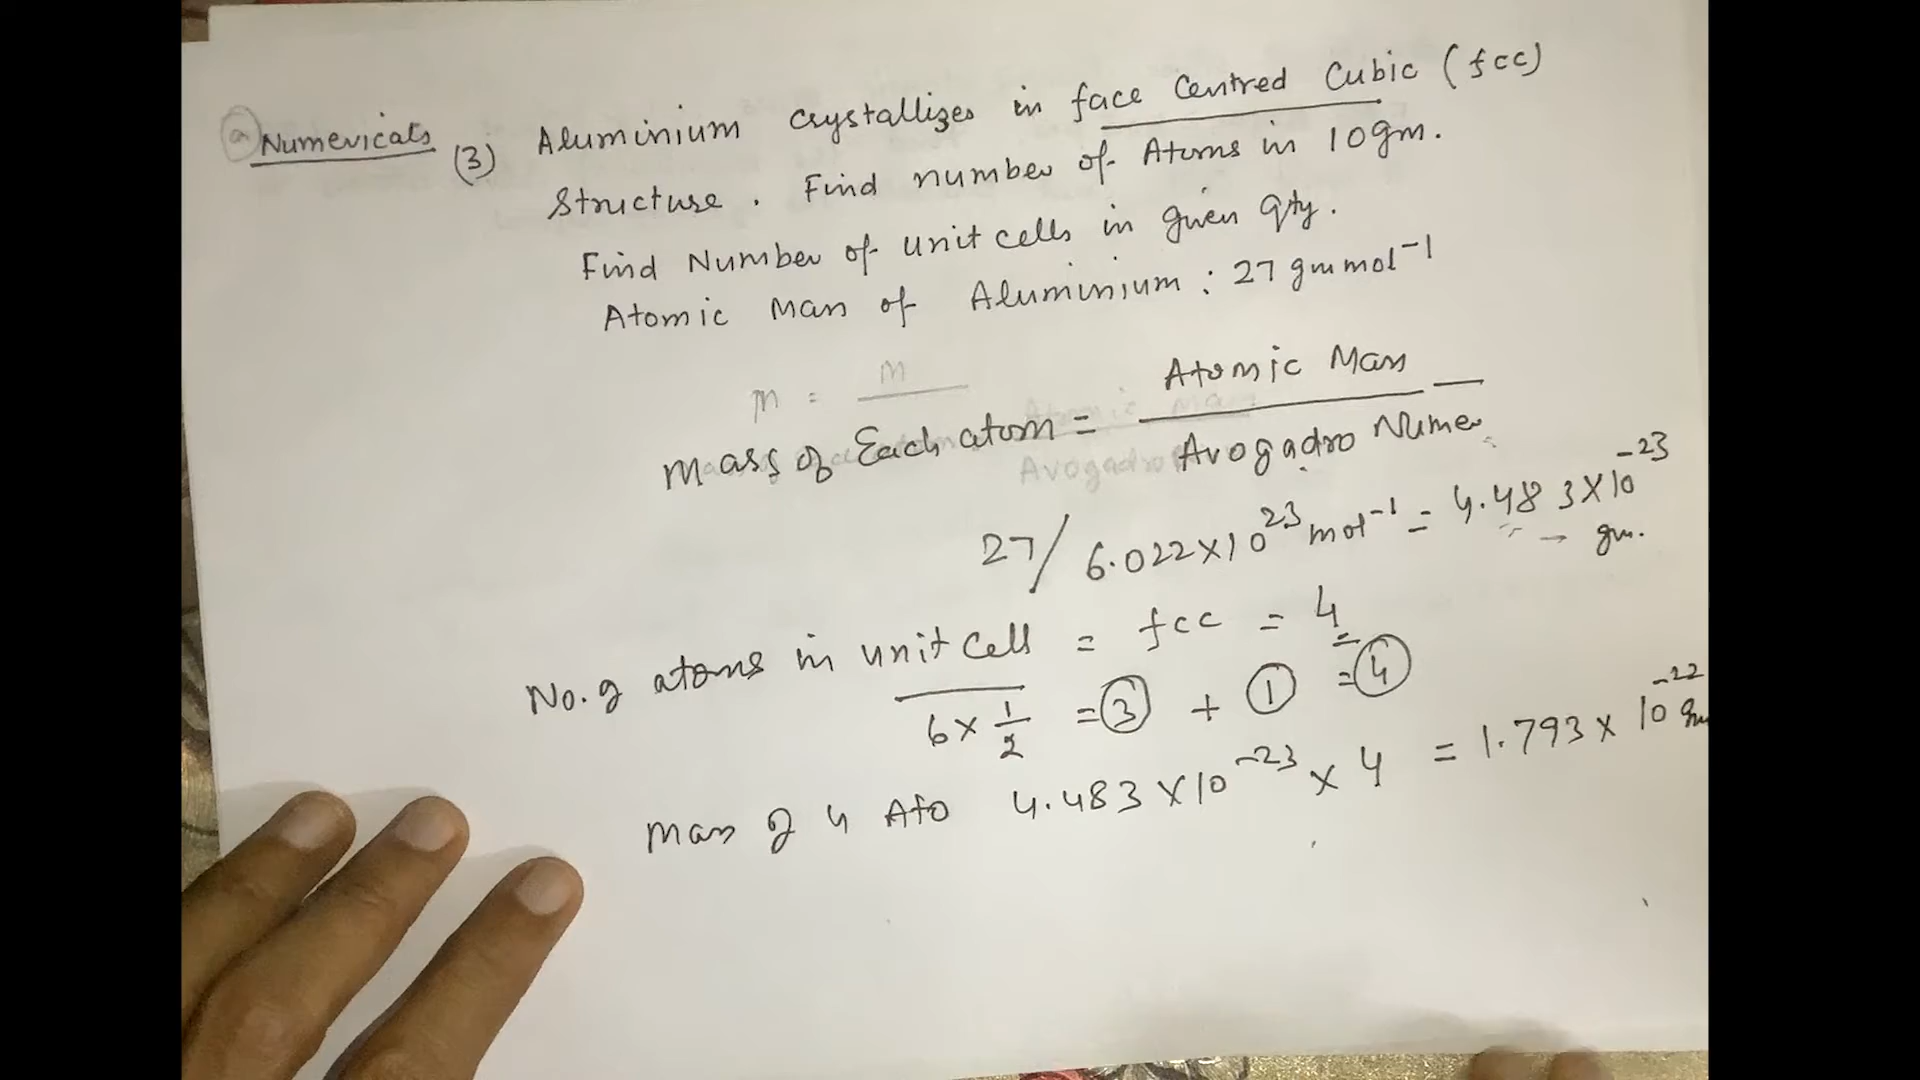 Numericals (3) Aluminium crystallizes in face Centred Cubic (fcc)
Structure. Find number of Atoms in 10gm.
Find Number of unit cells in given qty.
Atomic Mass of Aluminium : 27 gm mol⁻¹
m = M
Mass of Each atom = Atomic Mass
Avogadro Nume
27/6.022×10²³ mol⁻¹ = 4.483×10⁻²³
gm.
No. of atoms in unit cell = fcc = 4
6×1/2 = 3 + 1 = 4
Mass of 4 Ato 4.483×10⁻²³ × 4 = 1.793×10⁻²² gm